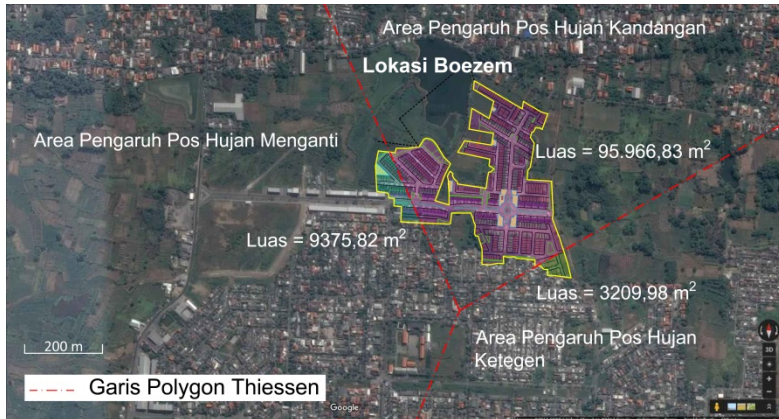 Area Pengaruh Pos Hujan Kandangan
Lokasi Boezem
Area Pengaruh Pos Hujan Menganti
Luas = 95.966,83 m²
Luas = 9375,82 m²
Luas = 3209,98 m²
Area Pengaruh Pos Hujan
Ketegen
200 m
Garis Polygon Thiessen
Google
3D